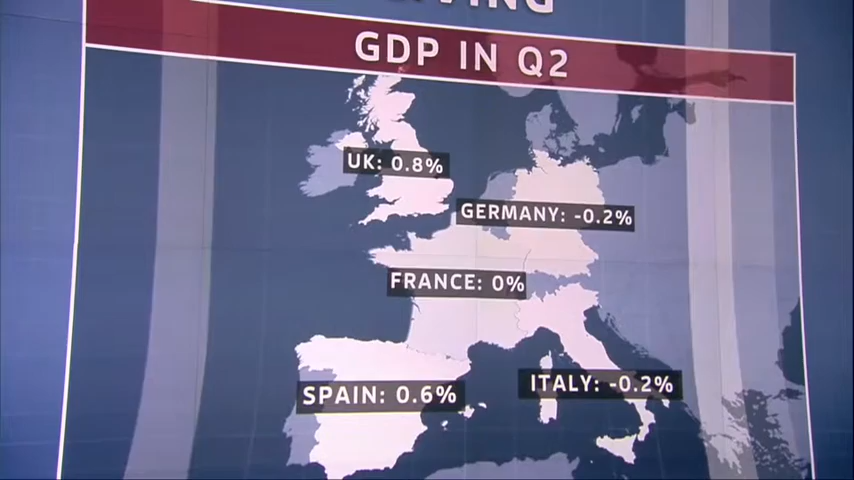 GDP IN Q2
UK: 0.8%
GERMANY: -0.2%
FRANCE: 0%
SPAIN: 0.6%
ITALY: -0.2%